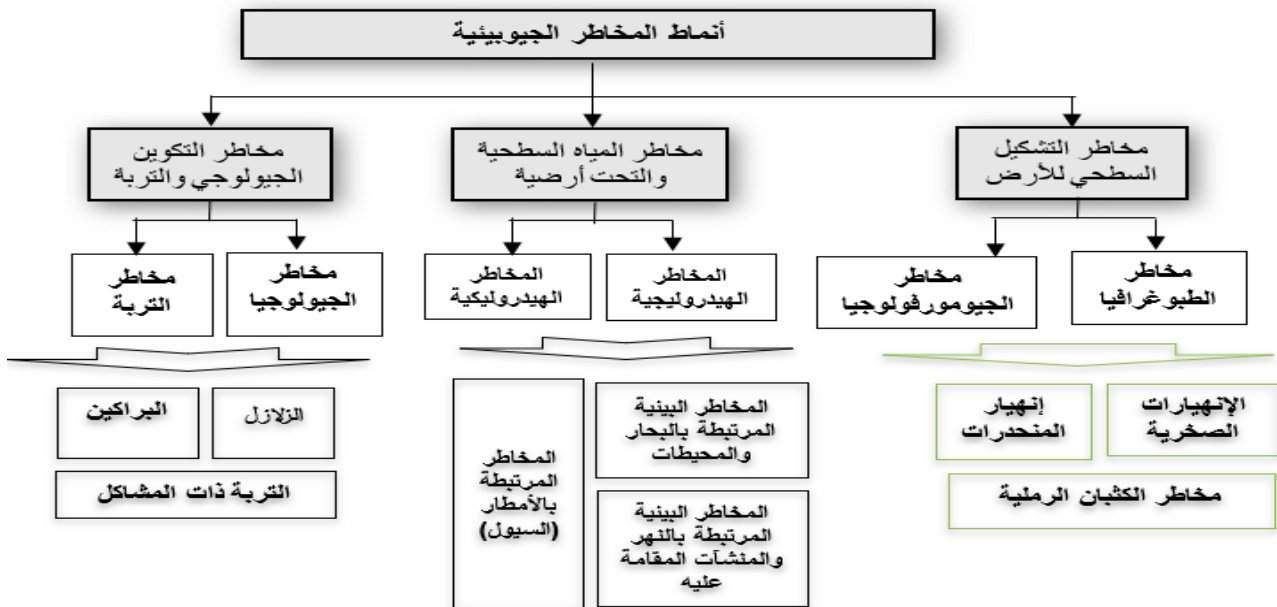 أنماط المخاطر الجيوبيئية
مخاطر التشكيل
السطحي للأرض
مخاطر المياه السطحية
والتحت أرضية
مخاطر التكوين
الجيولوجي والتربة
مخاطر
الطبوغرافيا
مخاطر
الجيومورفولوجيا
المخاطر
الهيدروليجية
المخاطر
الهيدروليكية
مخاطر
الجيولوجيا
مخاطر
التربة
الإنهيارات
الصخرية
إنهيار
المنحدرات
مخاطر الكثبان الرملية
المخاطر البيئية
المرتبطة بالبحار
والمحيطات
المخاطر البيئية
المرتبطة بالنهر
والمنشآت المقامة
عليه
المخاطر
المرتبطة
بالأمطار
(السيول)
الزلازل
البراكين
التربة ذات المشاكل